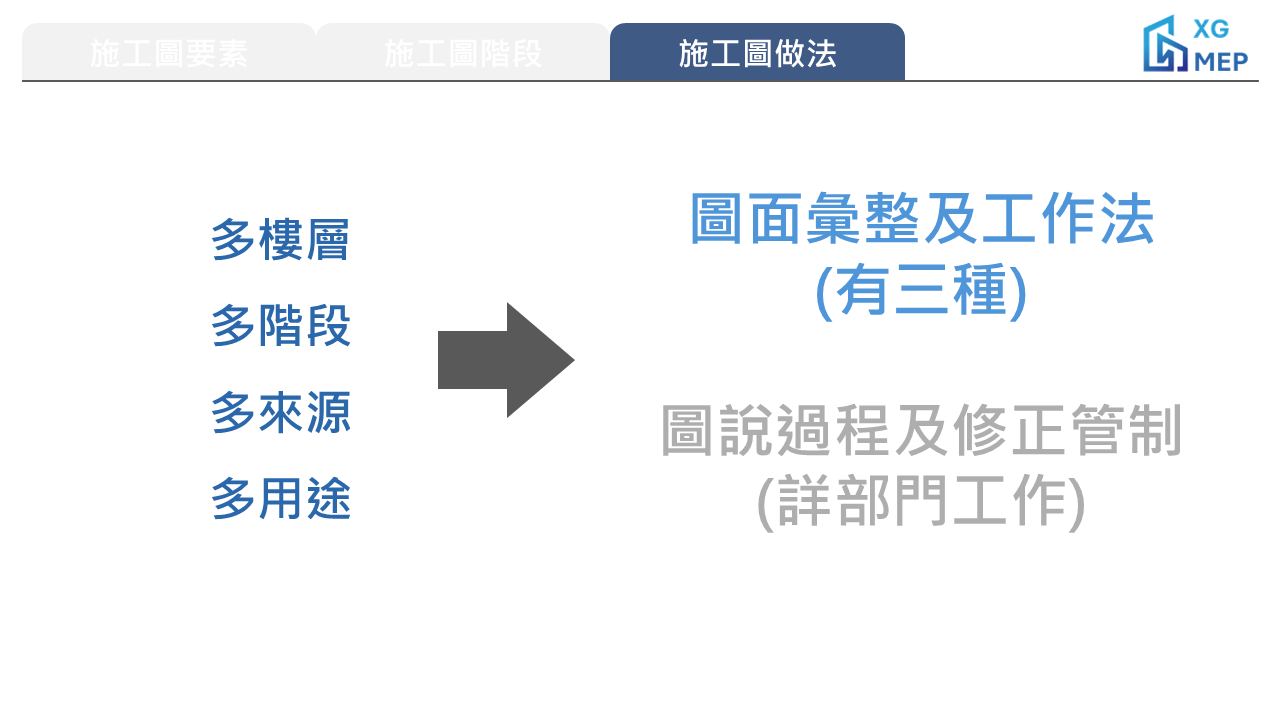 施工圖要素
施工圖階段
施工圖做法
XG
MEP
多樓層
多階段
多來源
多用途
圖面彙整及工作法
(有三種)
圖說過程及修正管制
(詳部門工作)